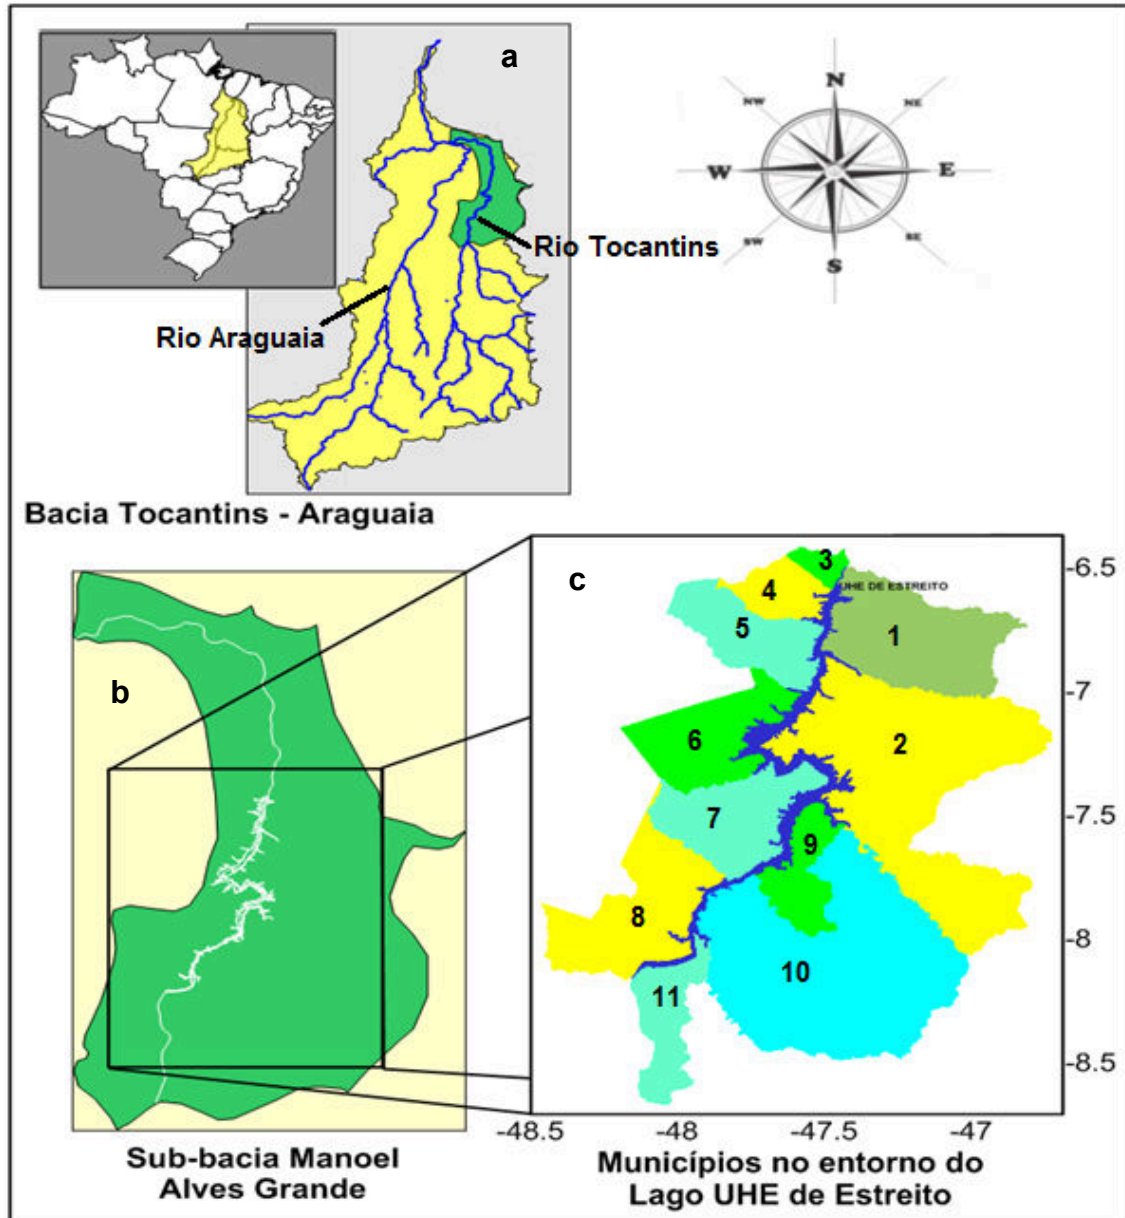 a
N
NW
NE
W
E
SW
SE
S
Rio Tocantins
Rio Araguaia
Bacia Tocantins - Araguaia
b
c
3
UHE DE ESTREITO
4
5
1
6
2
7
9
8
10
11
-6.5
-7
-7.5
-8
-8.5
-48.5
-48
-47.5
-47
Sub-bacia Manoel
Alves Grande
Municípios no entorno do
Lago UHE de Estreito